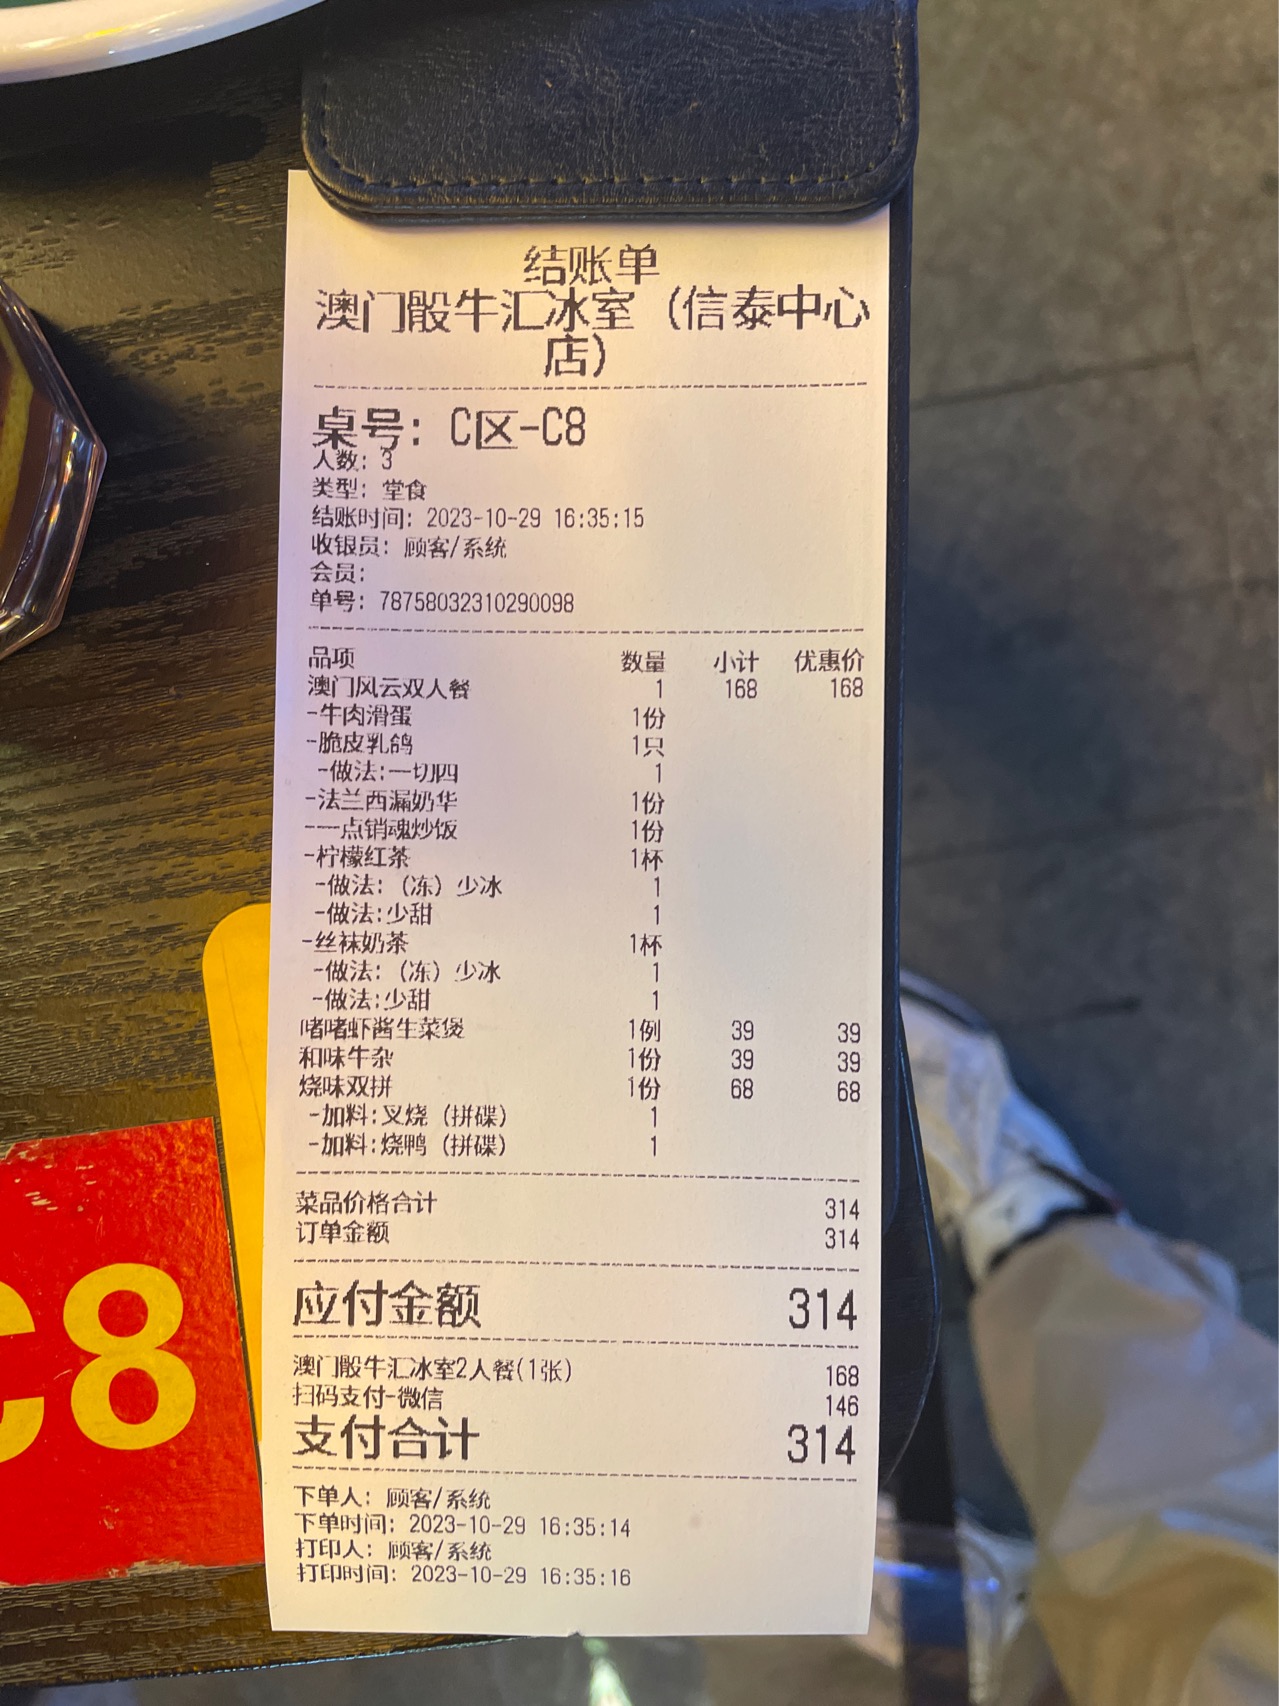 结账单
澳门骰牛汇冰室（信泰中心
店）
桌号：C区-C8
人数：3
类型：堂食
结账时间：2023-10-29 16:35:15
收银员：顾客/系统
会员：
单号：78758032310290098
品项 数量 小计 优惠价
澳门风云双人餐 1 168 168
-牛肉滑蛋 1份
-脆皮乳鸽 1只
-做法:一切四 1
-法兰西漏奶华 1份
-一点销魂炒饭 1份
-柠檬红茶 1杯
-做法:（冻）少冰 1
-做法:少甜 1
-丝袜奶茶 1杯
-做法:（冻）少冰 1
-做法:少甜 1
啫啫虾酱生菜煲 1例 39 39
和味牛杂 1份 39 39
烧味双拼 1份 68 68
-加料:叉烧（拼碟） 1
-加料:烧鸭（拼碟） 1
菜品价格合计 314
订单金额 314
应付金额 314
澳门骰牛汇冰室2人餐(1张) 168
扫码支付-微信 146
支付合计 314
下单人：顾客/系统
下单时间：2023-10-29 16:35:14
打印人：顾客/系统
打印时间：2023-10-29 16:35:16
C8